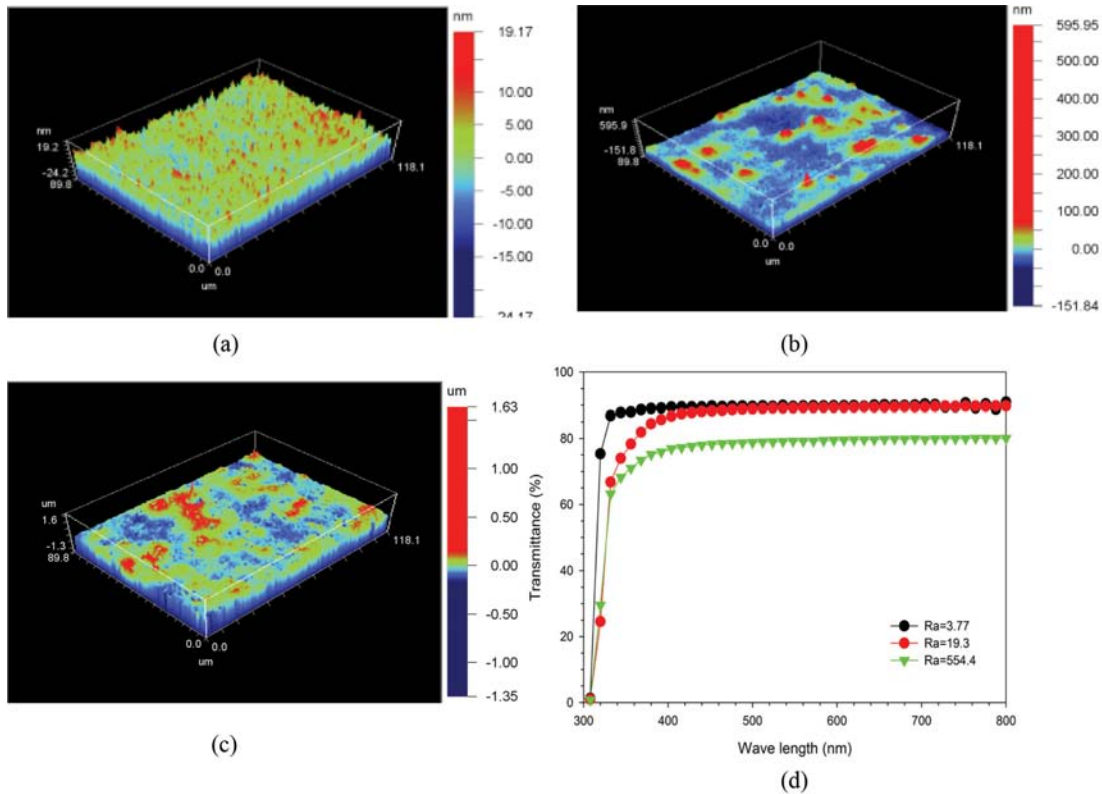 nm
19.17
10.00
5.00
0.00
-5.00
-10.00
-15.00
24.17
nm
19.2
-24.2
89.8
118.1
0.0 0.0
um
(a)
nm
595.95
500.00
400.00
300.00
200.00
100.00
0.00
-151.84
nm
595.9
-151.8
89.8
118.1
0.0 0.0
um
(b)
um
1.63
1.00
0.50
0.00
-0.50
-1.00
-1.35
um
1.6
-1.3
89.8
118.1
0.0 0.0
um
(c)
100
80
60
40
20
0
Transmittance (%)
Ra=3.77
Ra=19.3
Ra=554.4
300 400 500 600 700 800
Wave length (nm)
(d)